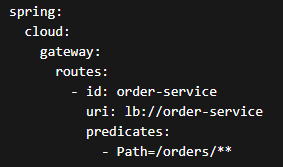 spring:
  cloud:
    gateway:
      routes:
        - id: order-service
          uri: lb://order-service
          predicates:
            - Path=/orders/**